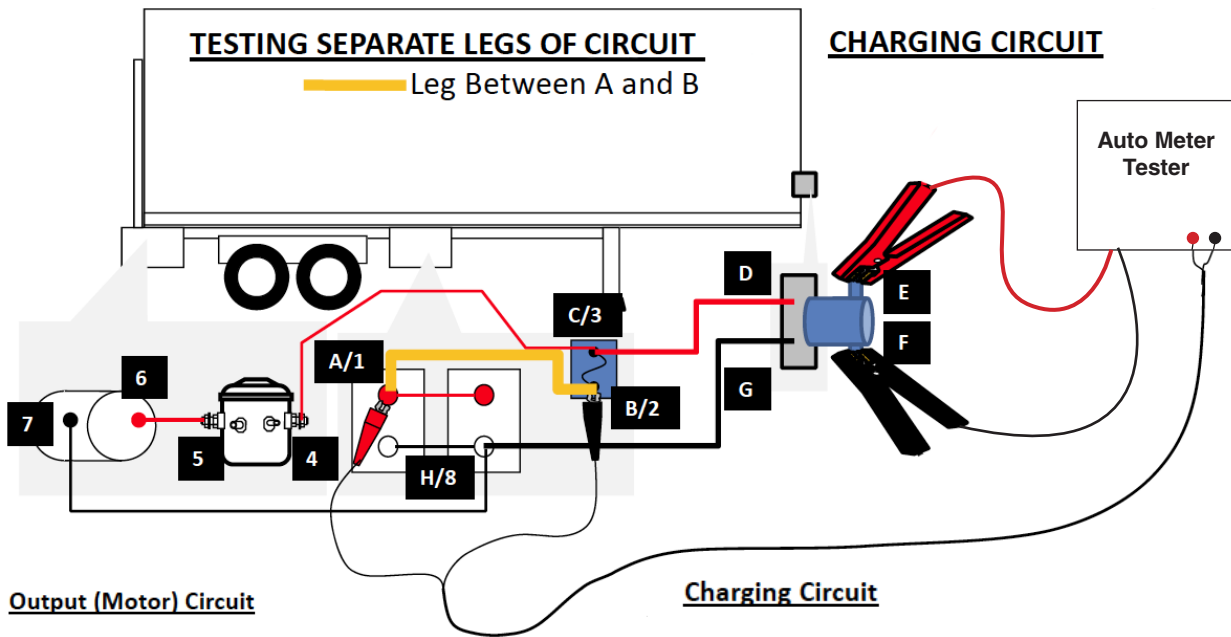 TESTING SEPARATE LEGS OF CIRCUIT
Leg Between A and B
CHARGING CIRCUIT
Auto Meter
Tester
D
E
C/3
F
A/1
6
B/2
G
7
5
4
H/8
Output (Motor) Circuit
Charging Circuit